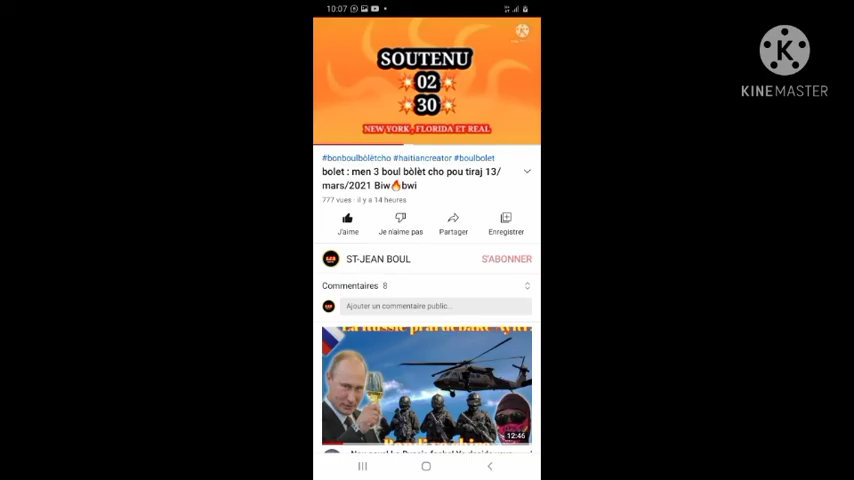 10:07
SOUTENU
02
30
NEW YORK, FLORIDA ET REAL
KINEMASTER
#bonboulbòlètcho #haitiancreator #boulbolet
bolet : men 3 boul bòlèt cho pou tiraj 13/
mars/2021 Biw🔥bwi
777 vues · il y a 14 heures
J'aime
Je n'aime pas
Partager
Enregistrer
ST-JEAN BOUL
S'ABONNER
Commentaires 8
Ajouter un commentaire public...
La Russie
12:46